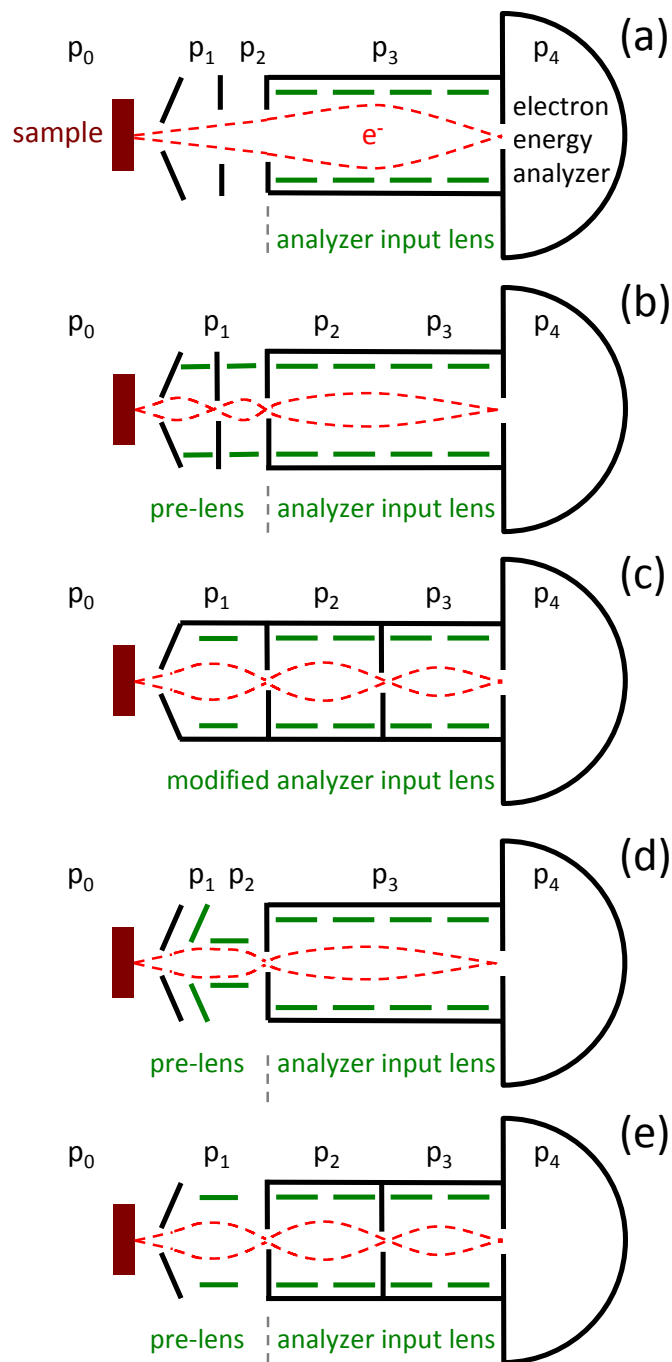 (a)
p₀ p₁ p₂ p₃ p₄
sample
e⁻
electron
energy
analyzer
analyzer input lens
(b)
p₀ p₁ p₂ p₃ p₄
pre-lens analyzer input lens
(c)
p₀ p₁ p₂ p₃ p₄
modified analyzer input lens
(d)
p₀ p₁ p₂ p₃ p₄
pre-lens analyzer input lens
(e)
p₀ p₁ p₂ p₃ p₄
pre-lens analyzer input lens